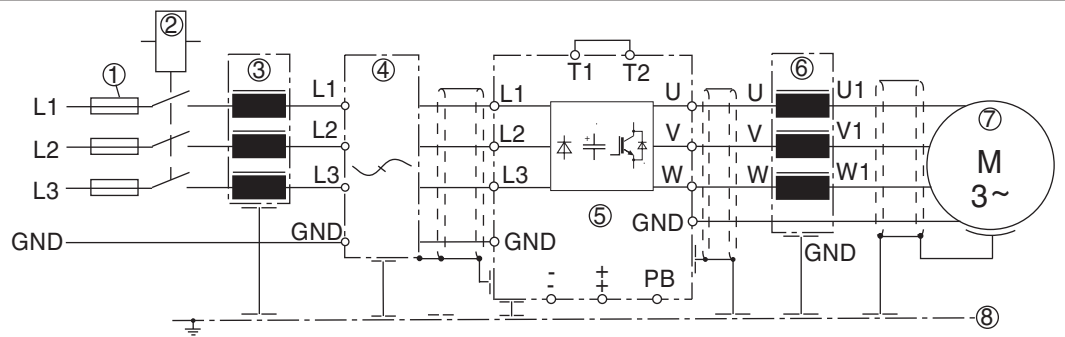 ① ② ③ ④ ⑥ ⑦
T1 T2
L1 L1 L1 U U U1
L2 L2 L2 V V V1
L3 L3 L3 W W W1
M
3~
⑤
GND GND GND GND GND
- + PB
- +
⑧